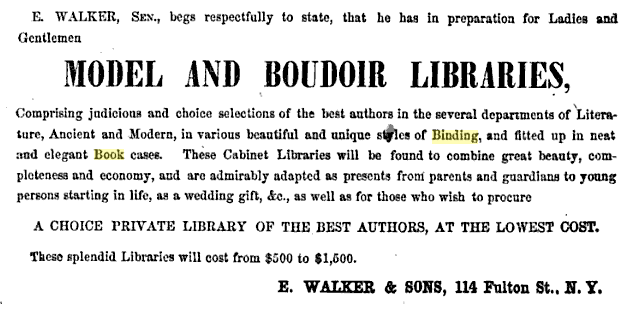 E. WALKER, SEN., begs respectfully to state, that he has in preparation for Ladies and
Gentlemen
MODEL AND BOUDOIR LIBRARIES,
Comprising judicious and choice selections of the best authors in the several departments of Litera-
ture, Ancient and Modern, in various beautiful and unique styles of Binding, and fitted up in neat
and elegant Book cases. These Cabinet Libraries will be found to combine great beauty, com-
pleteness and economy, and are admirably adapted as presents from parents and guardians to young
persons starting in life, as a wedding gift, &c., as well as for those who wish to procure
A CHOICE PRIVATE LIBRARY OF THE BEST AUTHORS, AT THE LOWEST COST.
These splendid Libraries will cost from $500 to $1,500.
E. WALKER & SONS, 114 Fulton St., N. Y.